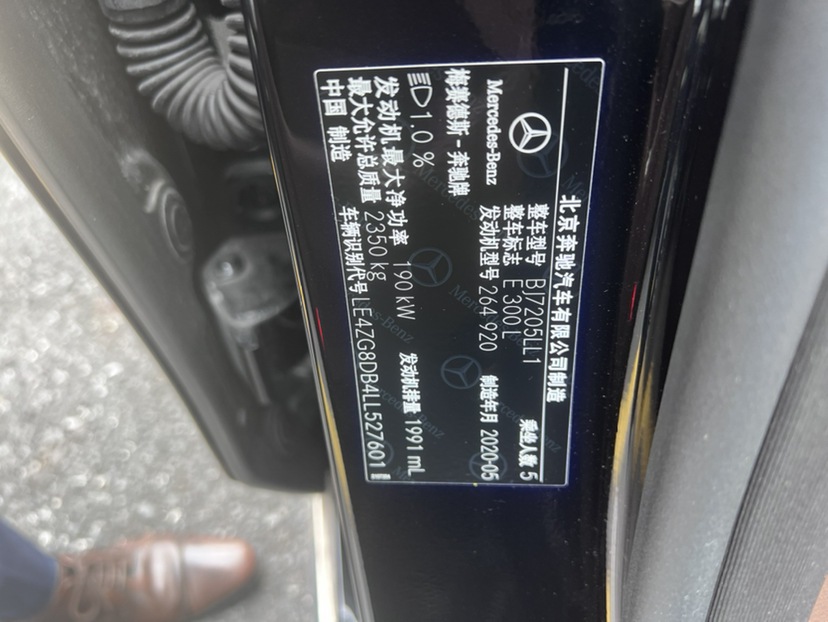 北京奔驰汽车有限公司制造
Mercedes-Benz
梅赛德斯-奔驰牌
整车型号 BJ7205LL1
乘坐人数 5
整车标志 E 300 L
发动机型号 264 920
制造年月 2020-05
1.0 %
发动机最大净功率 190 kW
发动机排量 1991 mL
最大允许总质量 2350 kg
车辆识别代号 LE4ZG8DB4LL527601
中国 制造